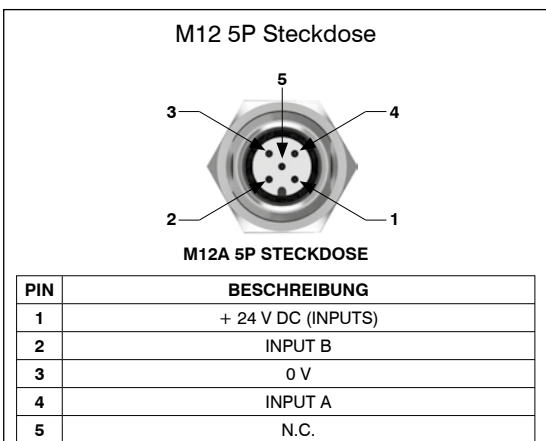 M12 5P Steckdose
5
3 4
2 1
M12A 5P STECKDOSE
PIN BESCHREIBUNG
1 + 24 V DC (INPUTS)
2 INPUT B
3 0 V
4 INPUT A
5 N.C.